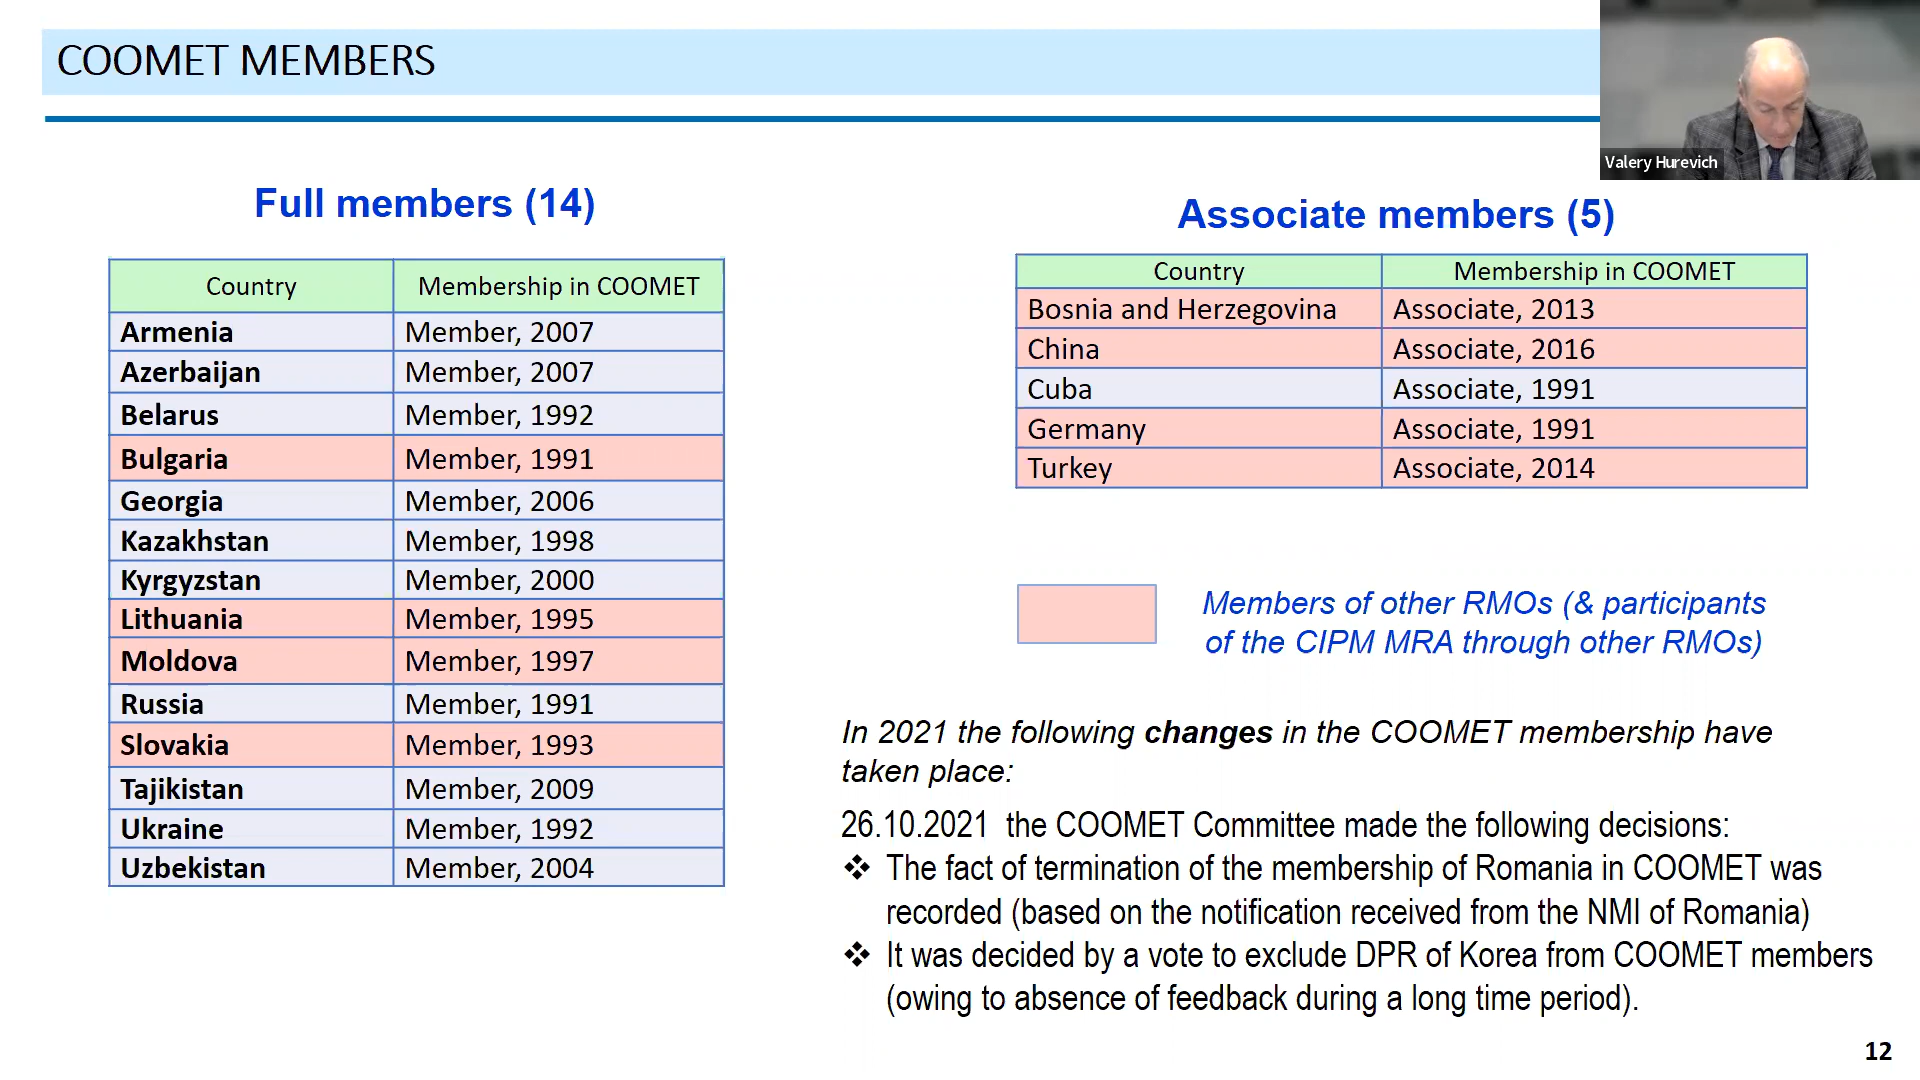 COOMET MEMBERS
Valery Hurevich
Full members (14)
Country Membership in COOMET
Armenia Member, 2007
Azerbaijan Member, 2007
Belarus Member, 1992
Bulgaria Member, 1991
Georgia Member, 2006
Kazakhstan Member, 1998
Kyrgyzstan Member, 2000
Lithuania Member, 1995
Moldova Member, 1997
Russia Member, 1991
Slovakia Member, 1993
Tajikistan Member, 2009
Ukraine Member, 1992
Uzbekistan Member, 2004
Associate members (5)
Country Membership in COOMET
Bosnia and Herzegovina Associate, 2013
China Associate, 2016
Cuba Associate, 1991
Germany Associate, 1991
Turkey Associate, 2014
Members of other RMOs (& participants
of the CIPM MRA through other RMOs)
In 2021 the following changes in the COOMET membership have
taken place:
26.10.2021 the COOMET Committee made the following decisions:
❖ The fact of termination of the membership of Romania in COOMET was
recorded (based on the notification received from the NMI of Romania)
❖ It was decided by a vote to exclude DPR of Korea from COOMET members
(owing to absence of feedback during a long time period).
12